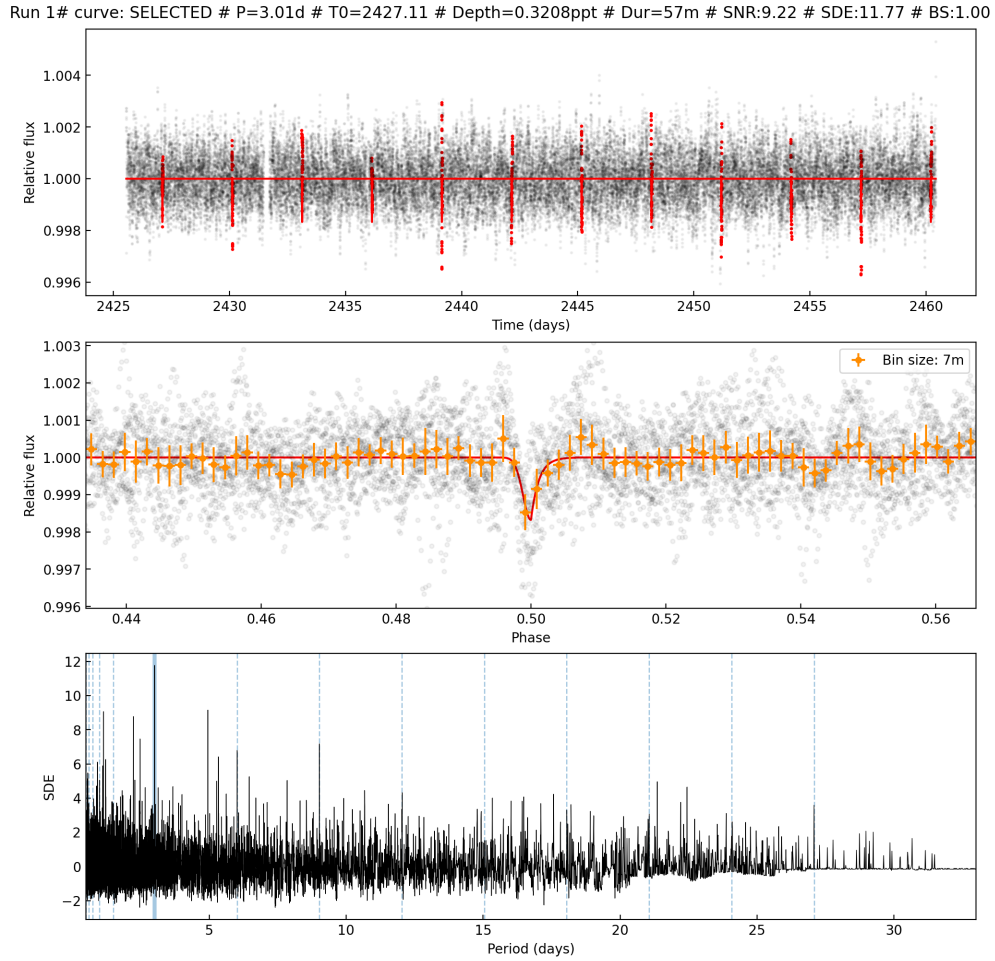 Run 1# curve: SELECTED # P=3.01d # T0=2427.11 # Depth=0.3208ppt # Dur=57m # SNR:9.22 # SDE:11.77 # BS:1.00
1.004
1.002
1.000
0.998
0.996
Relative flux
2425 2430 2435 2440 2445 2450 2455 2460
Time (days)
Bin size: 7m
1.003
1.002
1.001
1.000
0.999
0.998
0.997
0.996
Relative flux
0.44 0.46 0.48 0.50 0.52 0.54 0.56
Phase
12
10
8
6
4
2
0
−2
SDE
5 10 15 20 25 30
Period (days)